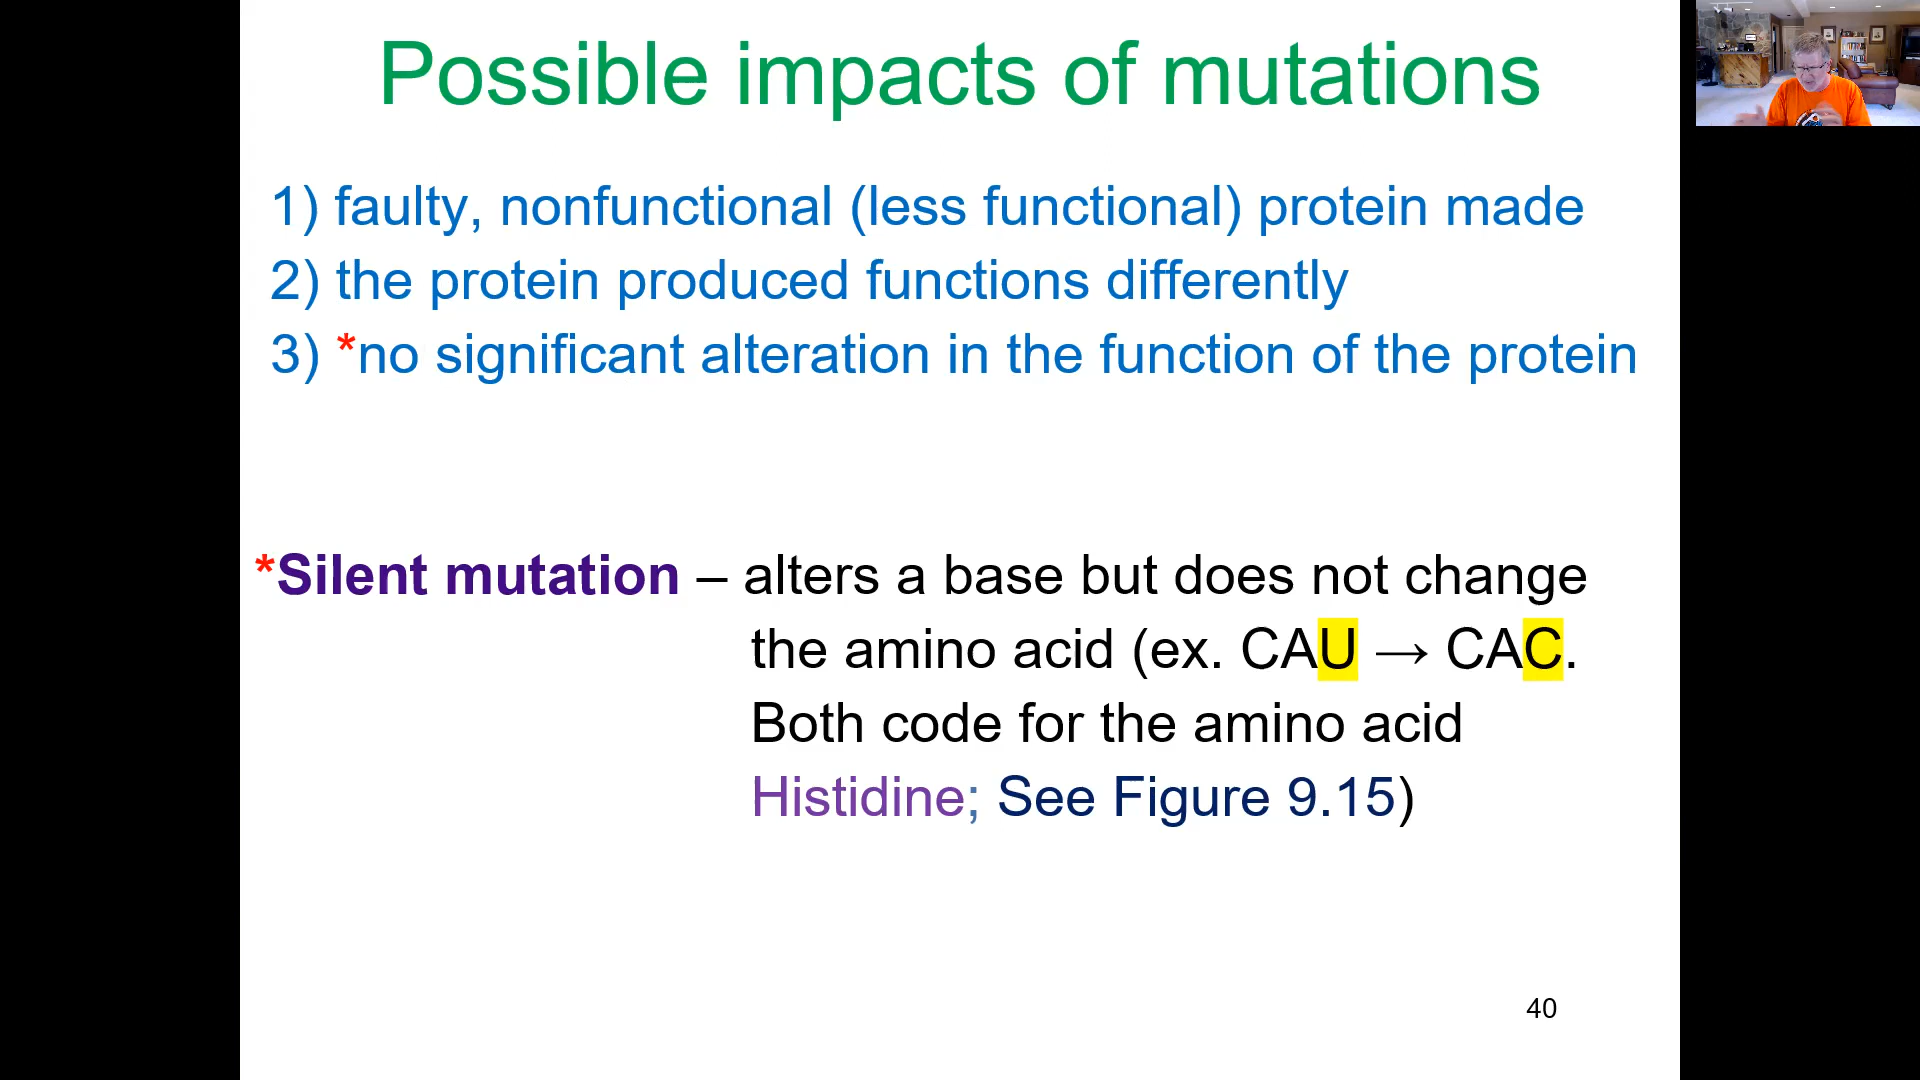 Possible impacts of mutations
1) faulty, nonfunctional (less functional) protein made
2) the protein produced functions differently
3) *no significant alteration in the function of the protein
*Silent mutation – alters a base but does not change
the amino acid (ex. CAU → CAC.
Both code for the amino acid
Histidine; See Figure 9.15)
40